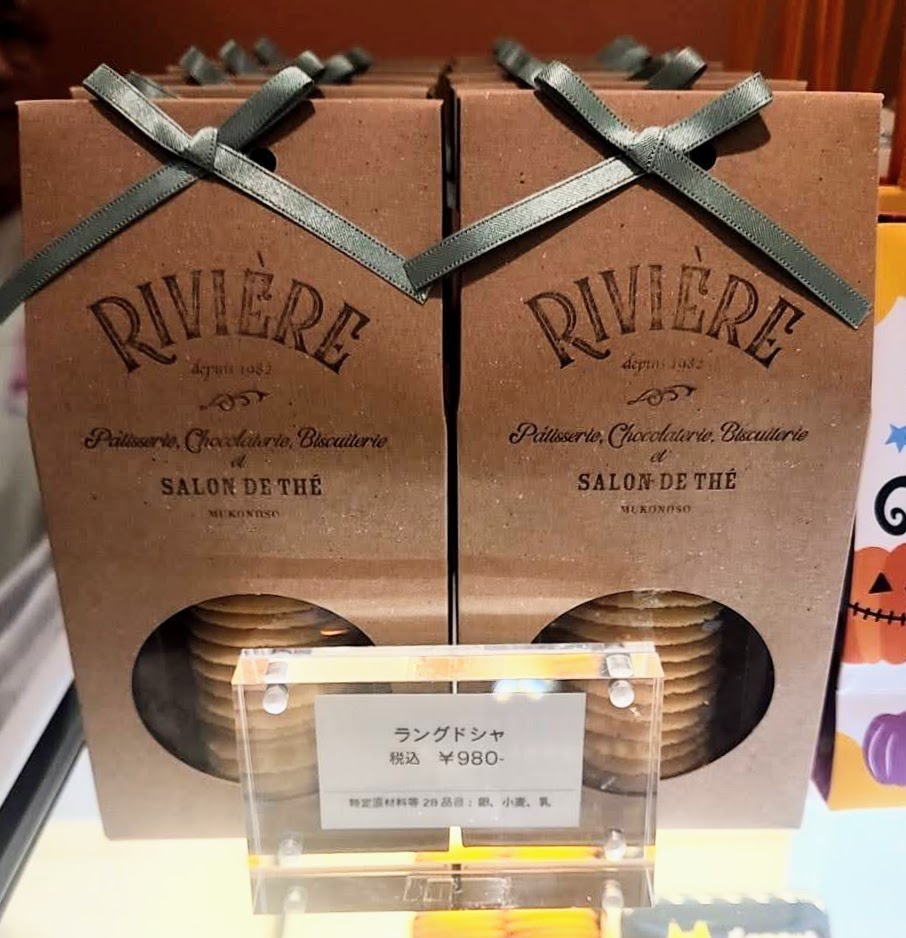 RIVIÈRE
depuis 1982
Pâtisserie, Chocolaterie, Biscuiterie
et
SALON DE THÉ
MUKONOSO
RIVIÈRE
depuis 1982
Pâtisserie, Chocolaterie, Biscuiterie
et
SALON DE THÉ
MUKONOSO
ラングドシャ
税込 ¥980-
特定原材料等28品目；卵、小麦、乳